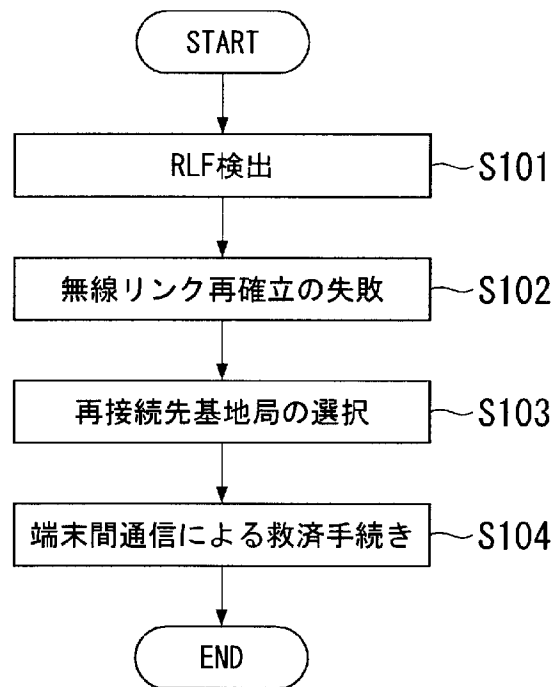 START
RLF検出
S101
無線リンク再確立の失敗
S102
再接続先基地局の選択
S103
端末間通信による救済手続き
S104
END